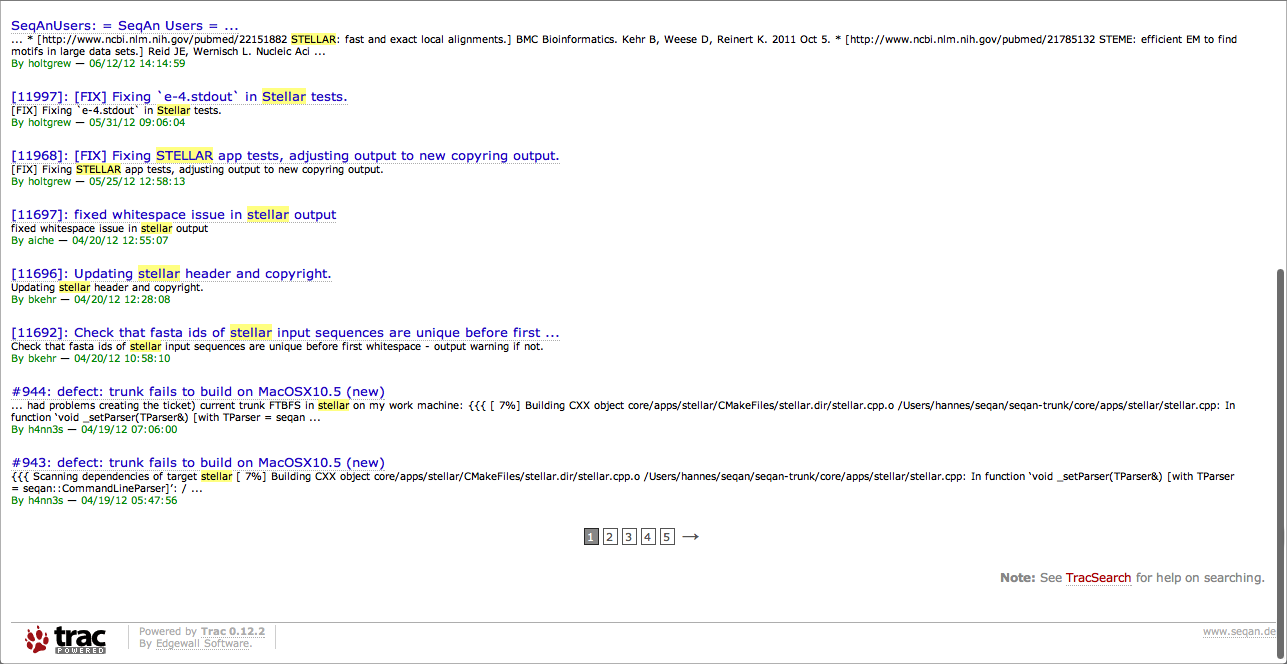 SeqAnUsers: = SeqAn Users = ...
... * [http://www.ncbi.nlm.nih.gov/pubmed/22151882 STELLAR: fast and exact local alignments.] BMC Bioinformatics. Kehr B, Weese D, Reinert K. 2011 Oct 5. * [http://www.ncbi.nlm.nih.gov/pubmed/21785132 STEME: efficient EM to find
motifs in large data sets.] Reid JE, Wernisch L. Nucleic Aci ...
By holtgrew — 06/12/12 14:14:59
[11997]: [FIX] Fixing `e-4.stdout` in Stellar tests.
[FIX] Fixing `e-4.stdout` in Stellar tests.
By holtgrew — 05/31/12 09:06:04
[11968]: [FIX] Fixing STELLAR app tests, adjusting output to new copyring output.
[FIX] Fixing STELLAR app tests, adjusting output to new copyring output.
By holtgrew — 05/25/12 12:58:13
[11697]: fixed whitespace issue in stellar output
fixed whitespace issue in stellar output
By aiche — 04/20/12 12:55:07
[11696]: Updating stellar header and copyright.
Updating stellar header and copyright.
By bkehr — 04/20/12 12:28:08
[11692]: Check that fasta ids of stellar input sequences are unique before first ...
Check that fasta ids of stellar input sequences are unique before first whitespace - output warning if not.
By bkehr — 04/20/12 10:58:10
#944: defect: trunk fails to build on MacOSX10.5 (new)
... had problems creating the ticket) current trunk FTBFS in stellar on my work machine: {{{ [ 7%] Building CXX object core/apps/stellar/CMakeFiles/stellar.dir/stellar.cpp.o /Users/hannes/seqan/seqan-trunk/core/apps/stellar/stellar.cpp: In
function ‘void _setParser(TParser&) [with TParser = seqan ...
By h4nn3s — 04/19/12 07:06:00
#943: defect: trunk fails to build on MacOSX10.5 (new)
{{{ Scanning dependencies of target stellar [ 7%] Building CXX object core/apps/stellar/CMakeFiles/stellar.dir/stellar.cpp.o /Users/hannes/seqan/seqan-trunk/core/apps/stellar/stellar.cpp: In function ‘void _setParser(TParser&) [with TParser
= seqan::CommandLineParser]’: / ...
By h4nn3s — 04/19/12 05:47:56
1 2 3 4 5 →
Note: See TracSearch for help on searching.
trac POWERED
Powered by Trac 0.12.2
By Edgewall Software.
www.seqan.de